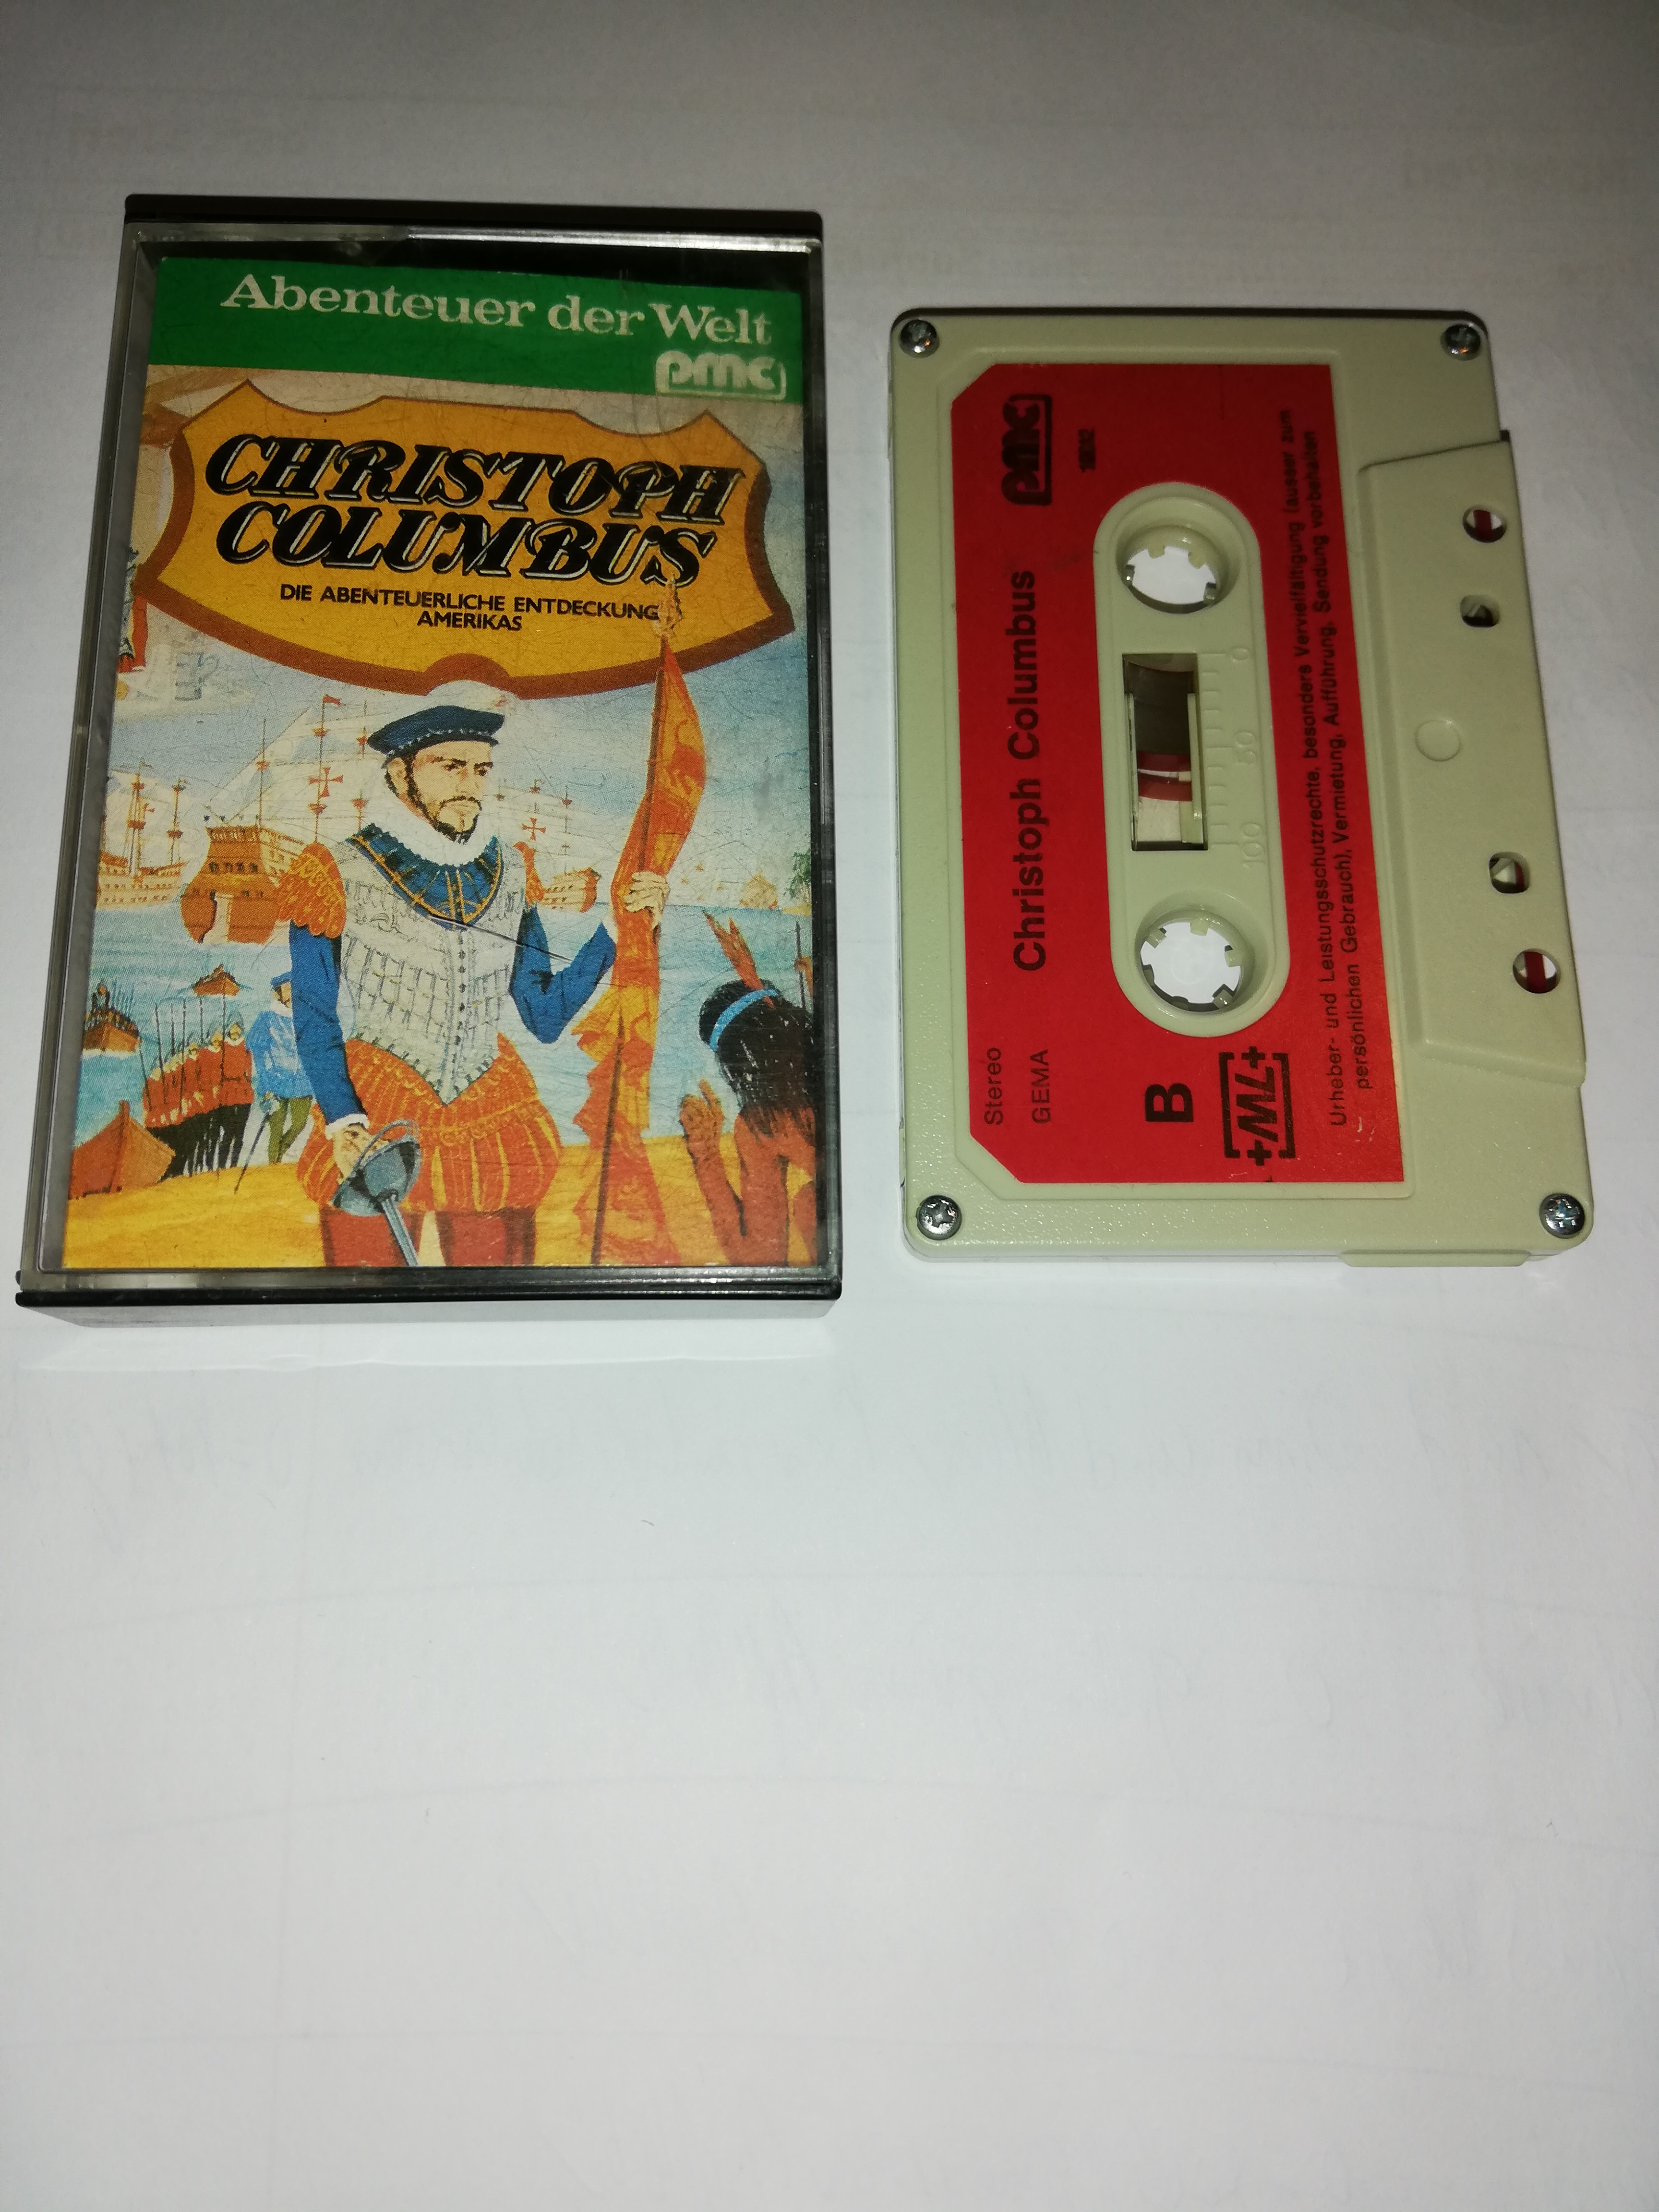 Abenteuer der Welt
pmc
CHRISTOPH
COLUMBUS
DIE ABENTEUERLICHE ENTDECKUNG
AMERIKAS
Stereo
GEMA
Christoph Columbus
pmc
B
Urheber- und Leistungsschutzrechte, besonders Vervielfältigung (ausser zum
persönlichen Gebrauch), Vermietung, Aufführung, Sendung vorbehalten
100 50 0